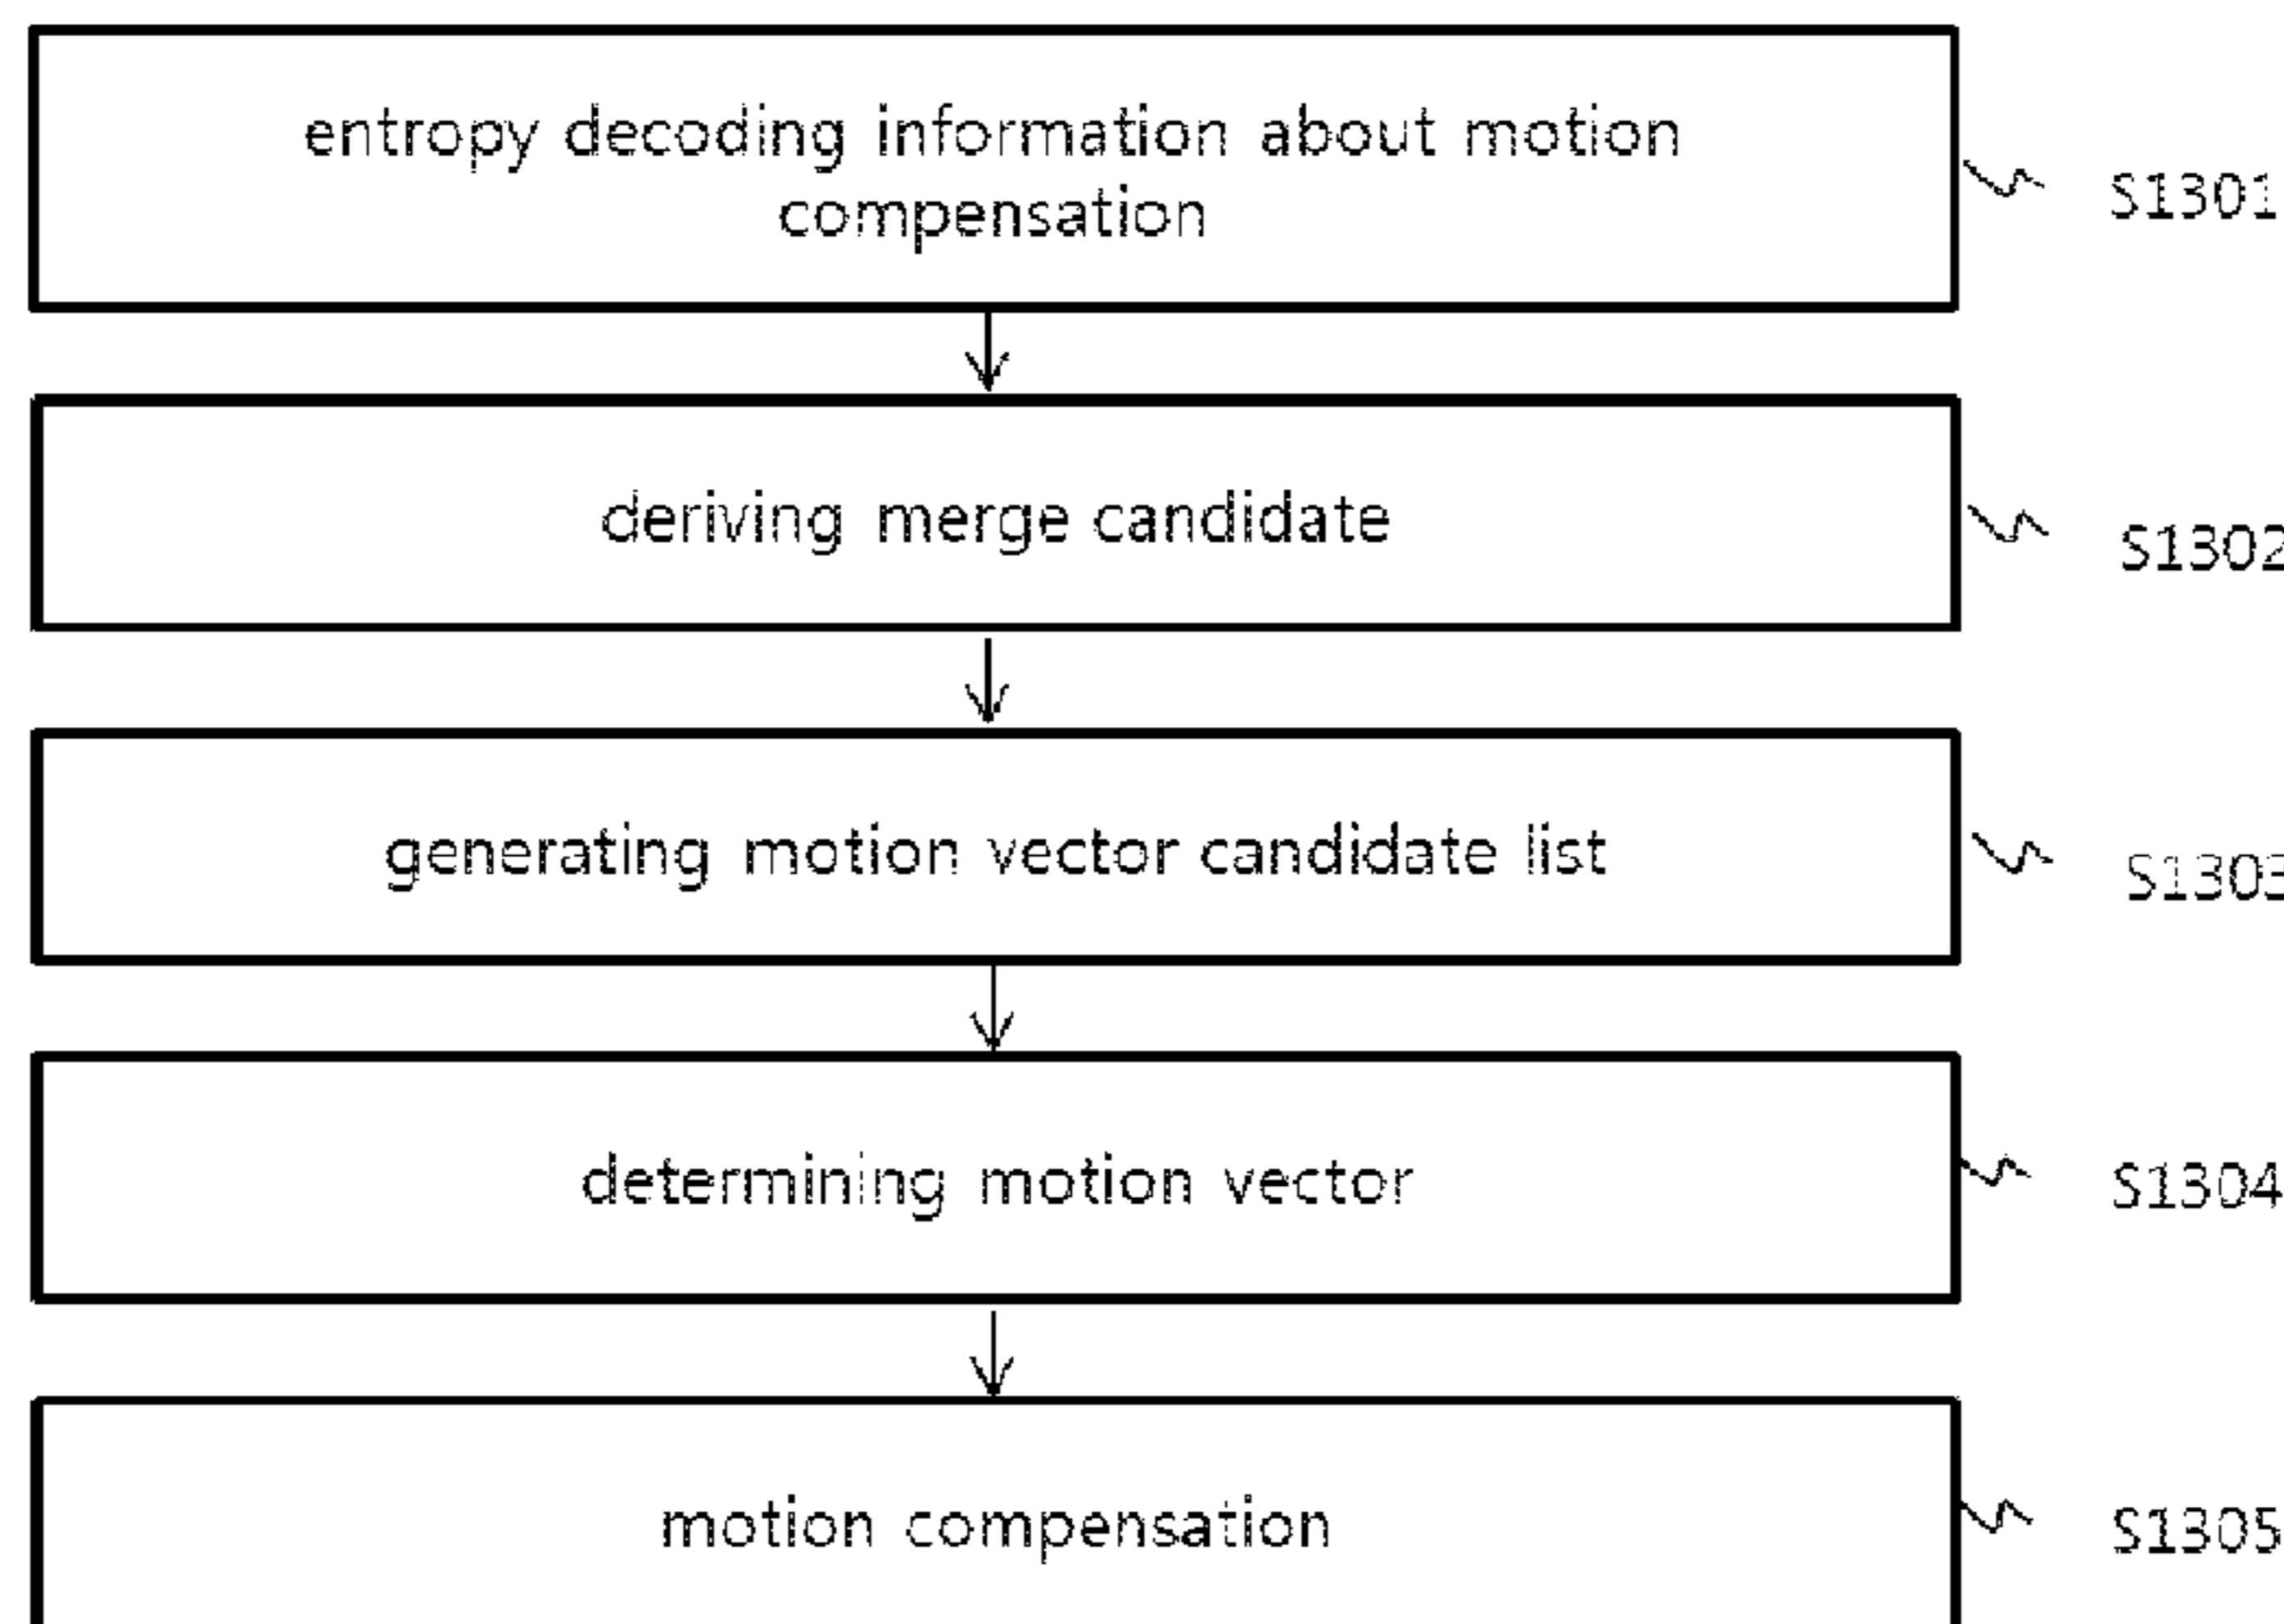 entropy decoding information about motion
compensation
S1301
deriving merge candidate
S1302
generating motion vector candidate list
S1303
determining motion vector
S1304
motion compensation
S1305